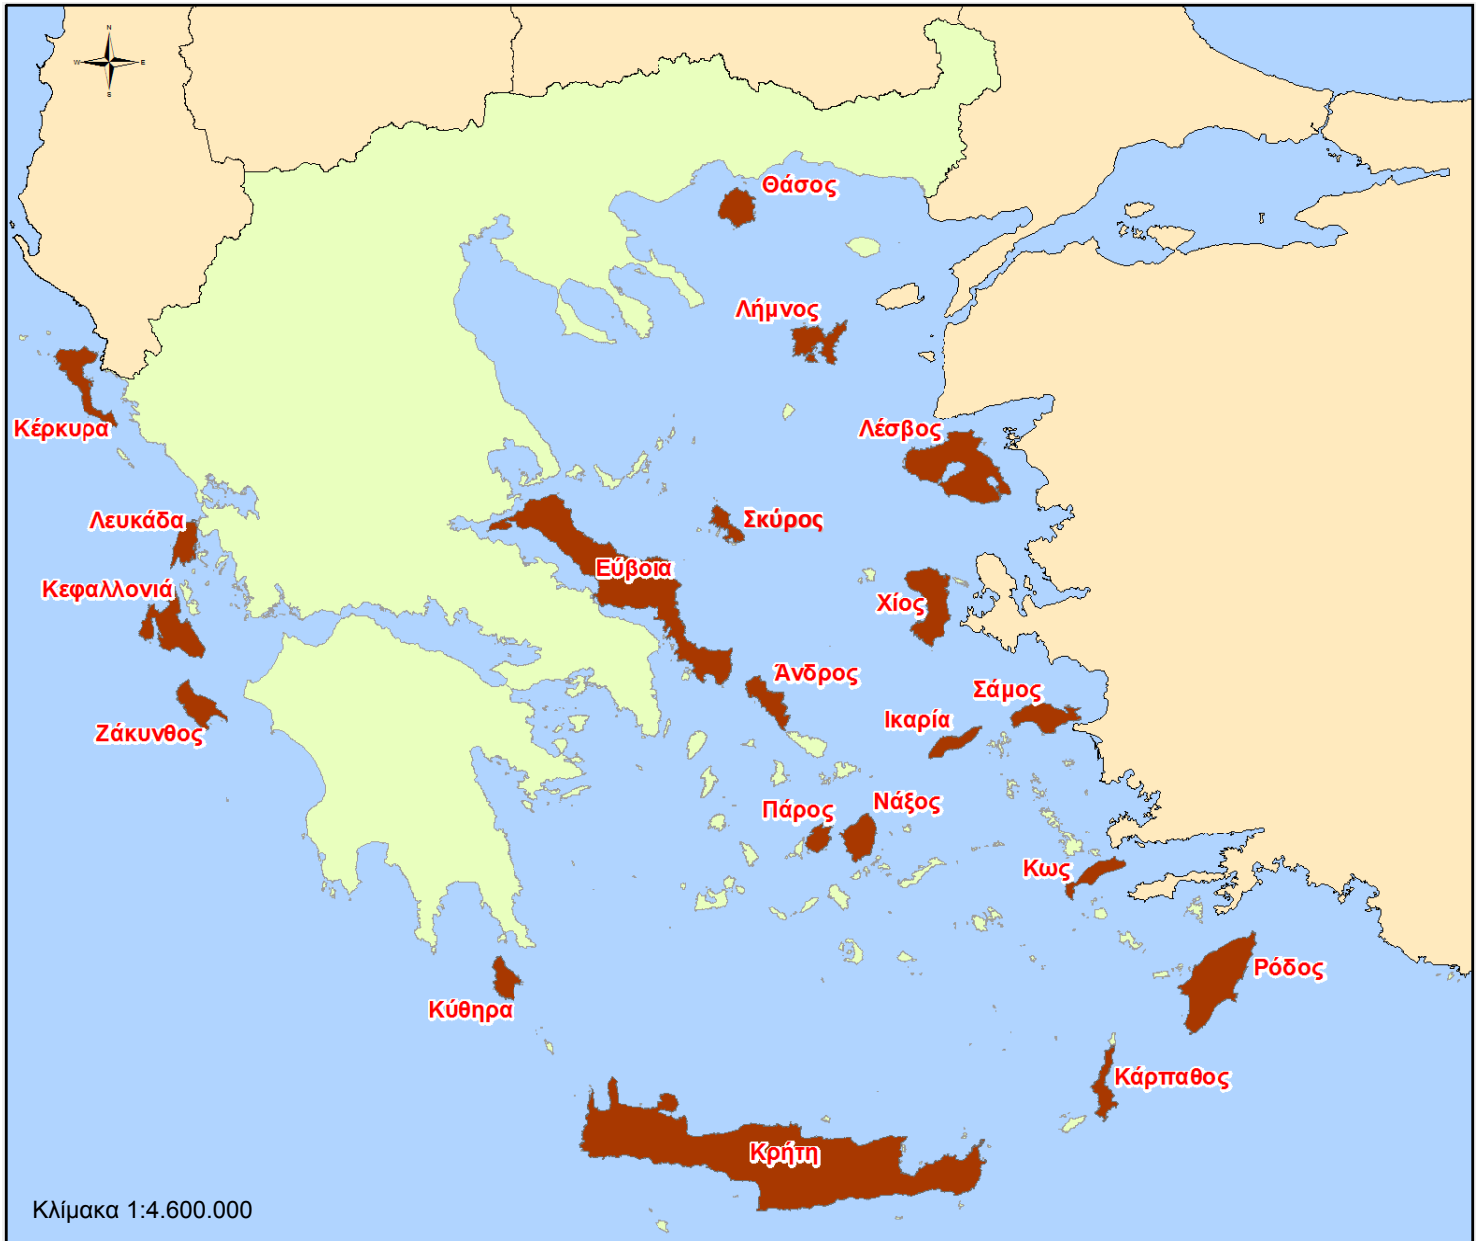 N
W
E
S
Θάσος
Λήμνος
Κέρκυρα
Λέσβος
Λευκάδα
Σκύρος
Εύβοια
Κεφαλλονιά
Χίος
Άνδρος
Σάμος
Ικαρία
Ζάκυνθος
Πάρος
Νάξος
Κως
Ρόδος
Κύθηρα
Κάρπαθος
Κρήτη
Κλίμακα 1:4.600.000